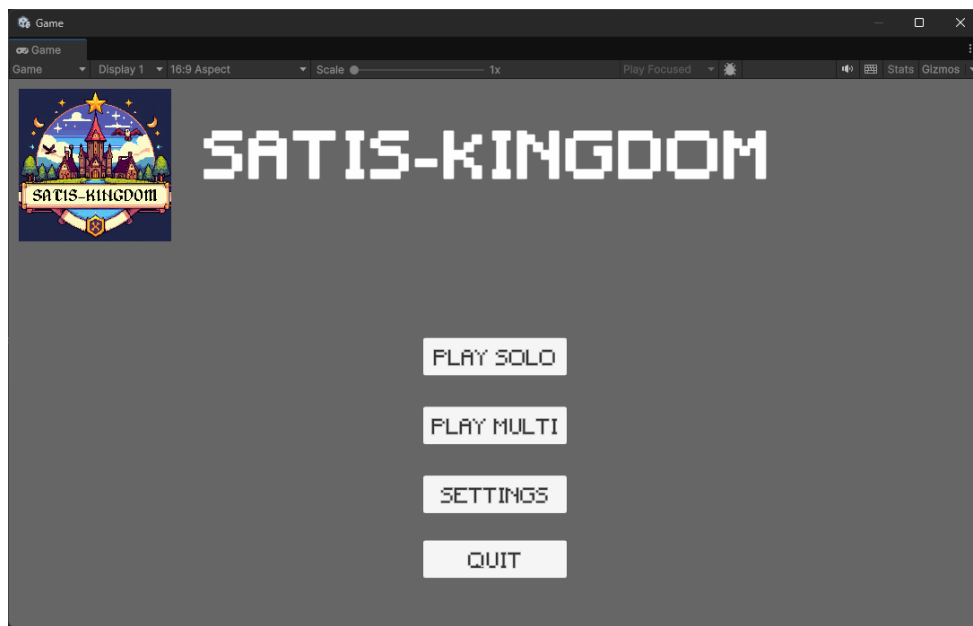 Game
Game
Game Display 1 16:9 Aspect Scale 1x Play Focused Stats Gizmos
SATIS-KINGDOM
SATIS-KINGDOM
PLAY SOLO
PLAY MULTI
SETTINGS
QUIT